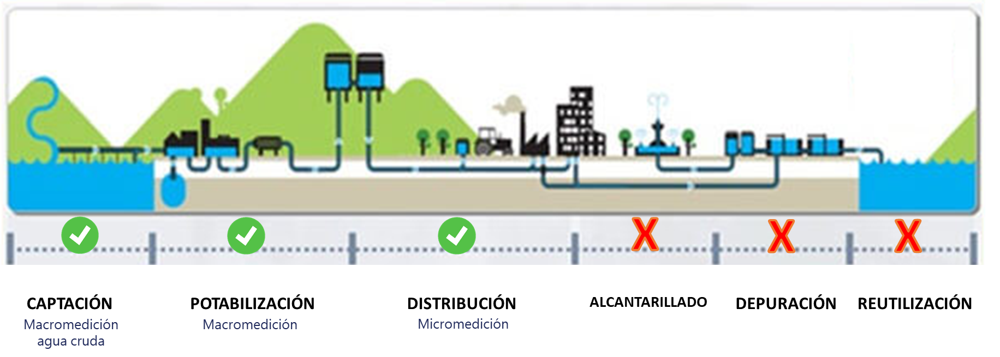 CAPTACIÓN
Macromedición
agua cruda
POTABILIZACIÓN
Macromedición
DISTRIBUCIÓN
Micromedición
ALCANTARILLADO
DEPURACIÓN
REUTILIZACIÓN